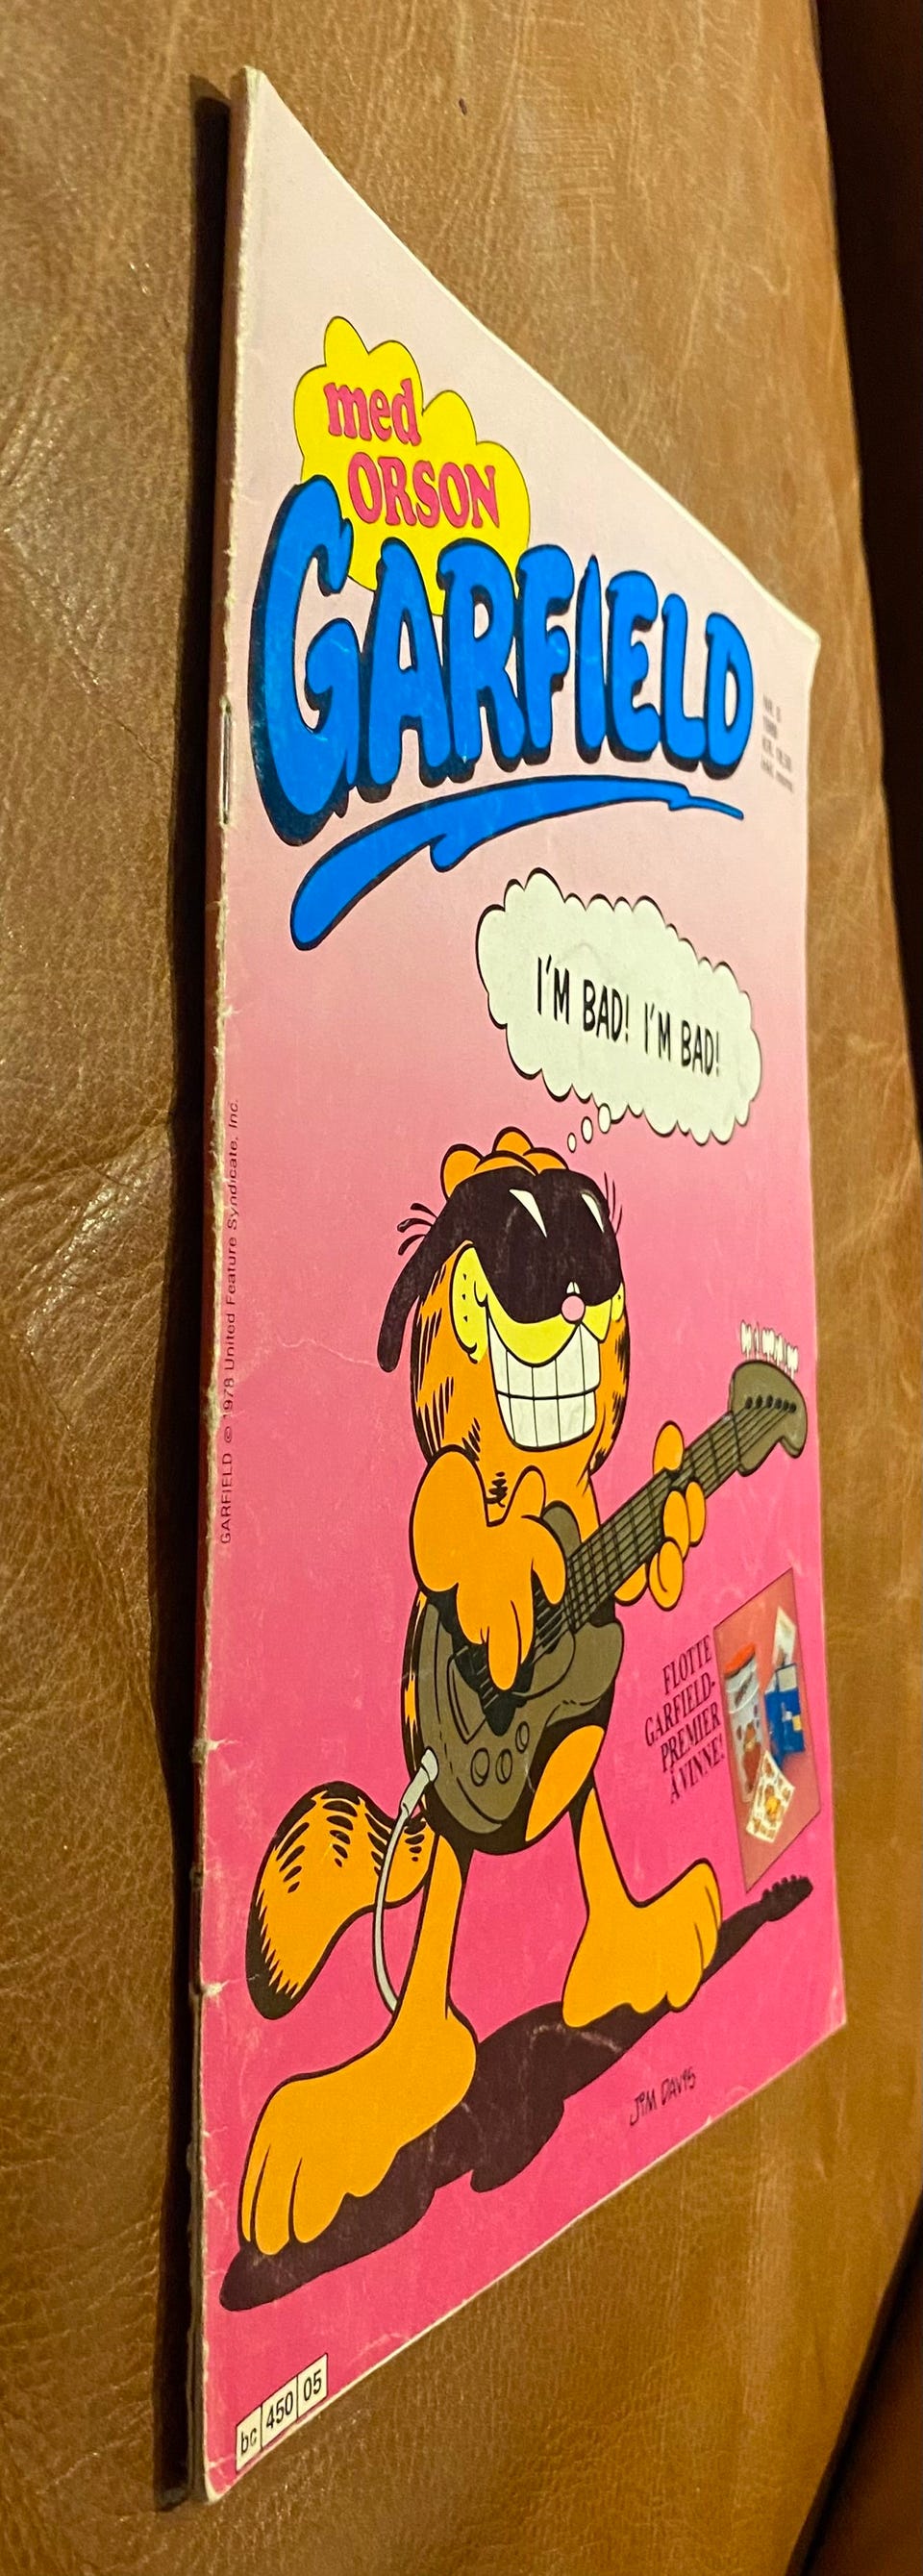 med
ORSON
GARFIELD
I'M BAD! I'M BAD!
GARFIELD © 1978 United Feature Syndicate, Inc.
FLOTTE
GARFIELD-
PREMIER
Å VINNE!
JIM DAVIS
bc 450 05